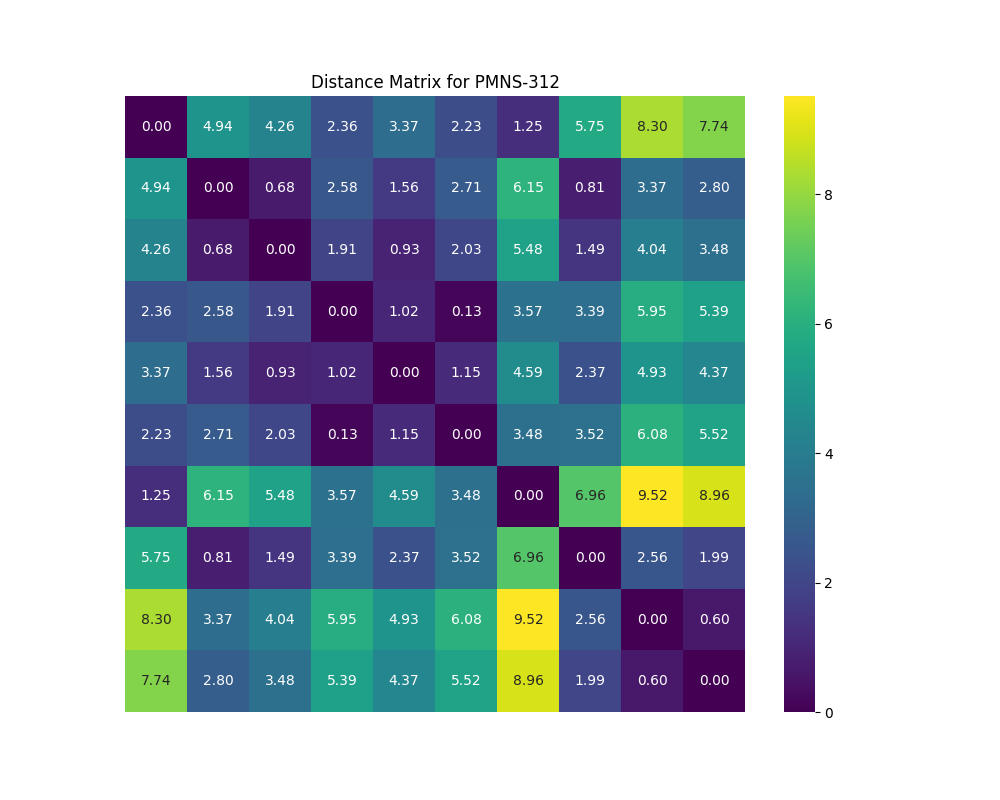 Distance Matrix for PMNS-312
0.00 4.94 4.26 2.36 3.37 2.23 1.25 5.75 8.30 7.74
4.94 0.00 0.68 2.58 1.56 2.71 6.15 0.81 3.37 2.80
4.26 0.68 0.00 1.91 0.93 2.03 5.48 1.49 4.04 3.48
2.36 2.58 1.91 0.00 1.02 0.13 3.57 3.39 5.95 5.39
3.37 1.56 0.93 1.02 0.00 1.15 4.59 2.37 4.93 4.37
2.23 2.71 2.03 0.13 1.15 0.00 3.48 3.52 6.08 5.52
1.25 6.15 5.48 3.57 4.59 3.48 0.00 6.96 9.52 8.96
5.75 0.81 1.49 3.39 2.37 3.52 6.96 0.00 2.56 1.99
8.30 3.37 4.04 5.95 4.93 6.08 9.52 2.56 0.00 0.60
7.74 2.80 3.48 5.39 4.37 5.52 8.96 1.99 0.60 0.00
8
6
4
2
0